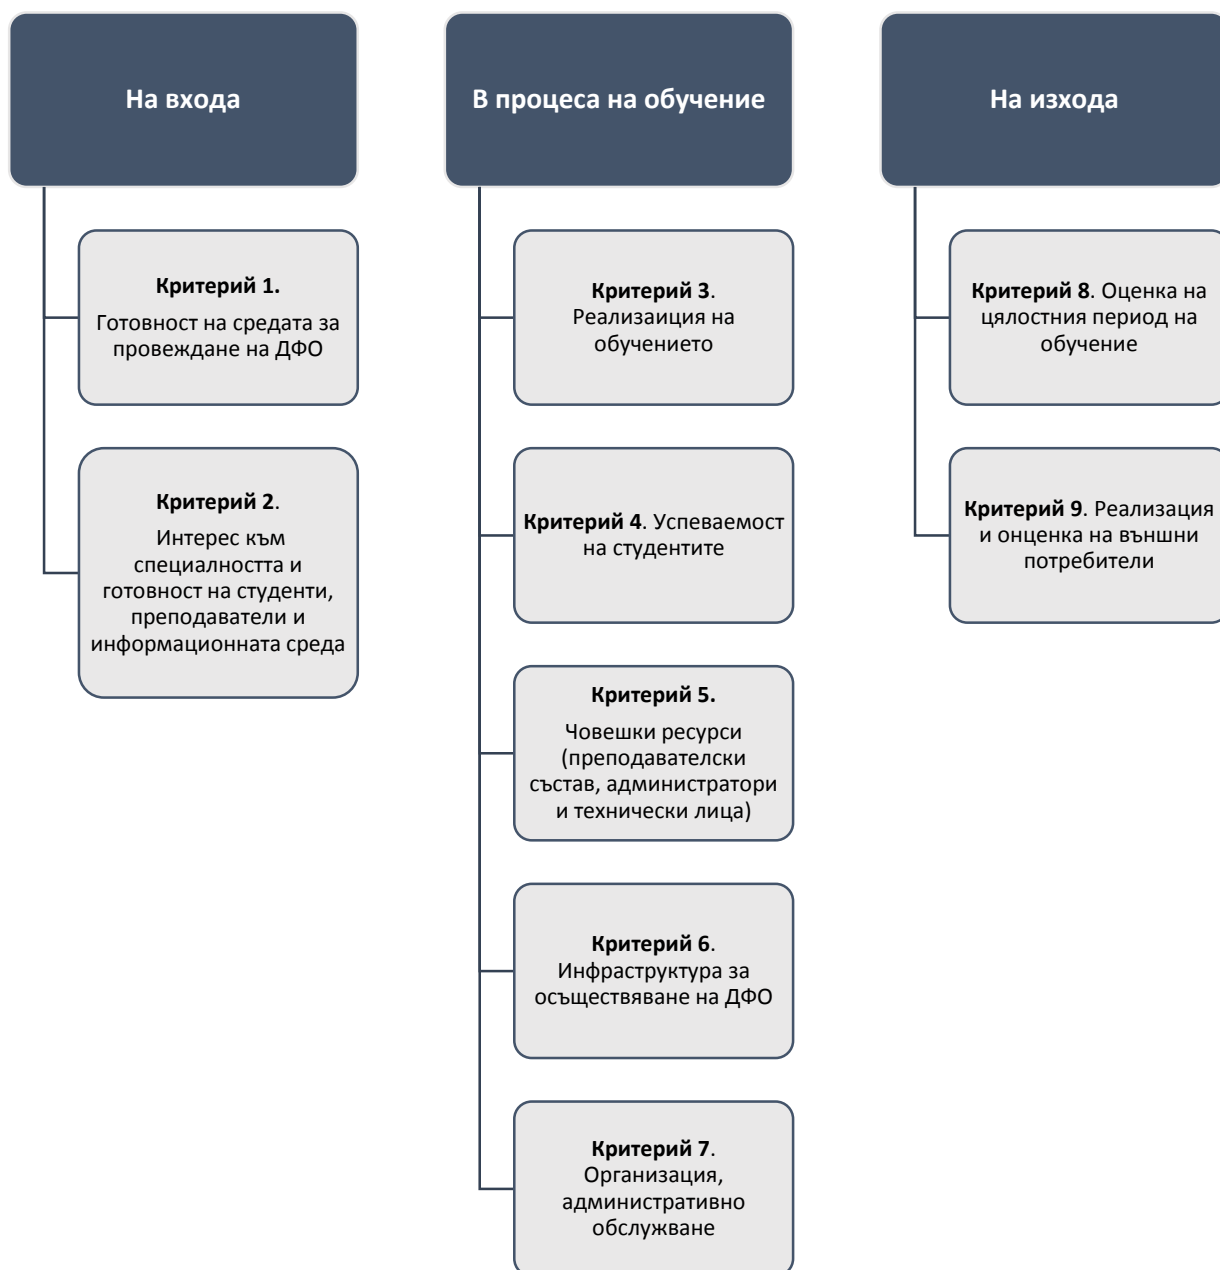 На входа
Критерий 1.
Готовност на средата за
провеждане на ДФО
Критерий 2.
Интерес към
специалността и
готовност на студенти,
преподаватели и
информационната среда
В процеса на обучение
Критерий 3.
Реализаиция на
обучението
Критерий 4. Успеваемост
на студентите
Критерий 5.
Човешки ресурси
(преподавателски
състав, администратори
и технически лица)
Критерий 6.
Инфраструктура за
осъществяване на ДФО
Критерий 7.
Организация,
административно
обслужване
На изхода
Критерий 8. Оценка на
цялостния период на
обучение
Критерий 9. Реализация
и онценка на външни
потребители